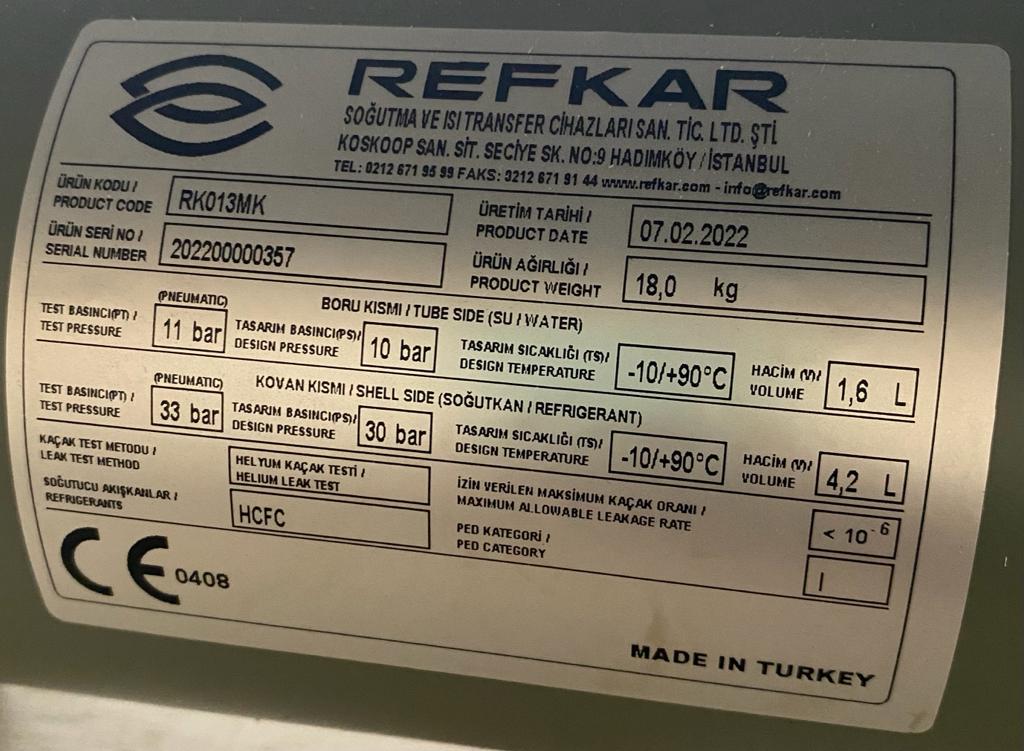 REFKAR
SOĞUTMA VE ISI TRANSFER CİHAZLARI SAN. TİC. LTD. ŞTİ
KOSKOOP SAN. SİT. SECİYE SK. NO:9 HADIMKÖY / İSTANBUL
TEL: 0212 671 95 99 FAKS: 0212 671 91 44 www.refkar.com - info@refkar.com
ÜRÜN KODU /
PRODUCT CODE
RK013MK
ÜRETİM TARİHİ /
PRODUCT DATE
07.02.2022
ÜRÜN SERİ NO /
SERIAL NUMBER
202200000357
ÜRÜN AĞIRLIĞI /
PRODUCT WEIGHT
18,0 kg
BORU KISMI / TUBE SIDE (SU / WATER)
TEST BASINCI(PT) /
TEST PRESSURE
(PNEUMATIC)
11 bar
TASARIM BASINCI(PS)/
DESIGN PRESSURE
10 bar
TASARIM SICAKLIĞI (TS)/
DESIGN TEMPERATURE
-10/+90°C
HACİM (V)/
VOLUME
1,6 L
KOVAN KISMI / SHELL SIDE (SOĞUTKAN / REFRIGERANT)
TEST BASINCI(PT) /
TEST PRESSURE
(PNEUMATIC)
33 bar
TASARIM BASINCI(PS)/
DESIGN PRESSURE
30 bar
TASARIM SICAKLIĞI (TS)/
DESIGN TEMPERATURE
-10/+90°C
HACİM (V)/
VOLUME
4,2 L
KAÇAK TEST METODU /
LEAK TEST METHOD
HELYUM KAÇAK TESTİ /
HELIUM LEAK TEST
İZİN VERİLEN MAKSİMUM KAÇAK ORANI /
MAXIMUM ALLOWABLE LEAKAGE RATE
< 10⁻⁶
SOĞUTUCU AKIŞKANLAR /
REFRIGERANTS
HCFC
PED KATEGORİ /
PED CATEGORY
I
CE 0408
MADE IN TURKEY